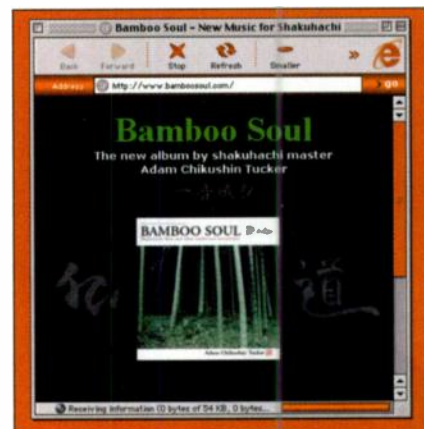 Bamboo Soul - New Music for Shakuhachi
Back Forward Stop Refresh Smaller »
Address http://www.bamboosoul.com/ go
Bamboo Soul
The new album by shakuhachi master
Adam Chikushin Tucker
BAMBOO SOUL
Adam Chikushin Tucker
道
Receiving information (0 bytes of 54 KB, 0 bytes...